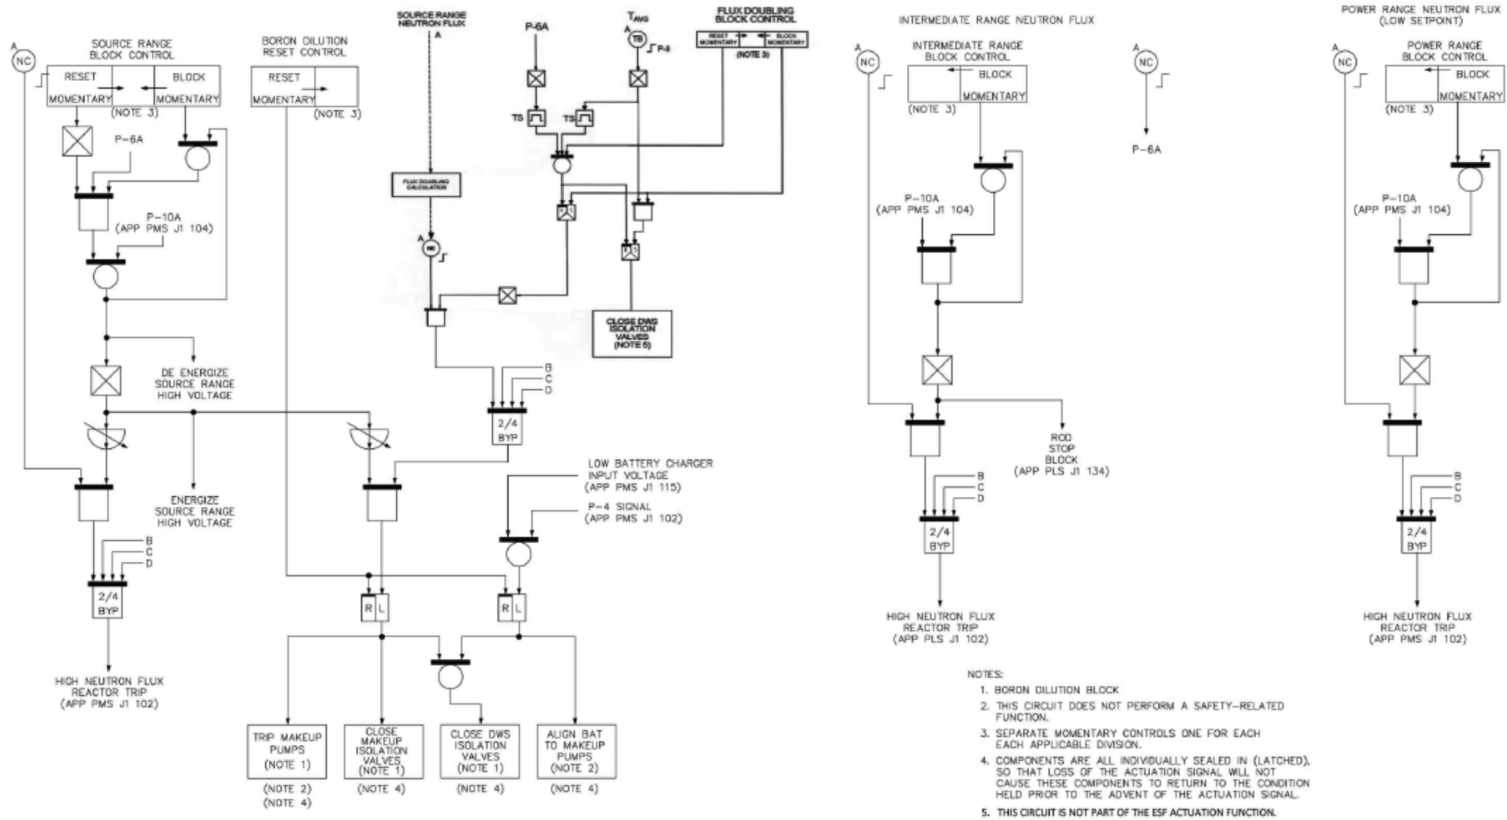 SOURCE RANGE
NEUTRON FLUX
A
P-6A
TAVG
A
TB
P-8
FLUX DOUBLING
BLOCK CONTROL
RESET
MOMENTARY
BLOCK
MOMENTARY
(NOTE 3)
TS
TS
FLUX DOUBLING
CALCULATION
A
NC
R
S
CLOSE DWS
ISOLATION
VALVES
(NOTE 5)
A
NC
SOURCE RANGE
BLOCK CONTROL
RESET
BLOCK
MOMENTARY
MOMENTARY
(NOTE 3)
P-6A
P-10A
(APP PMS J1 104)
DE ENERGIZE
SOURCE RANGE
HIGH VOLTAGE
ENERGIZE
SOURCE RANGE
HIGH VOLTAGE
B
C
D
2/4
BYP
HIGH NEUTRON FLUX
REACTOR TRIP
(APP PMS J1 102)
BORON DILUTION
RESET CONTROL
RESET
MOMENTARY
(NOTE 3)
B
C
D
2/4
BYP
LOW BATTERY CHARGER
INPUT VOLTAGE
(APP PMS J1 115)
P-4 SIGNAL
(APP PMS J1 102)
R L
R L
TRIP MAKEUP
PUMPS
(NOTE 1)
(NOTE 2)
(NOTE 4)
CLOSE
MAKEUP
ISOLATION
VALVES
(NOTE 1)
(NOTE 4)
CLOSE DWS
ISOLATION
VALVES
(NOTE 1)
(NOTE 4)
ALIGN BAT
TO MAKEUP
PUMPS
(NOTE 2)
(NOTE 4)
INTERMEDIATE RANGE NEUTRON FLUX
A
NC
INTERMEDIATE RANGE
BLOCK CONTROL
BLOCK
MOMENTARY
(NOTE 3)
P-10A
(APP PMS J1 104)
ROD
STOP
BLOCK
(APP PLS J1 134)
B
C
D
2/4
BYP
HIGH NEUTRON FLUX
REACTOR TRIP
(APP PLS J1 102)
A
NC
P-6A
POWER RANGE NEUTRON FLUX
(LOW SETPOINT)
A
NC
POWER RANGE
BLOCK CONTROL
BLOCK
MOMENTARY
(NOTE 3)
P-10A
(APP PMS J1 104)
B
C
D
2/4
BYP
HIGH NEUTRON FLUX
REACTOR TRIP
(APP PMS J1 102)
NOTES:
1. BORON DILUTION BLOCK
2. THIS CIRCUIT DOES NOT PERFORM A SAFETY-RELATED
FUNCTION.
3. SEPARATE MOMENTARY CONTROLS ONE FOR EACH
EACH APPLICABLE DIVISION.
4. COMPONENTS ARE ALL INDIVIDUALLY SEALED IN (LATCHED),
SO THAT LOSS OF THE ACTUATION SIGNAL WILL NOT
CAUSE THESE COMPONENTS TO RETURN TO THE CONDITION
HELD PRIOR TO THE ADVENT OF THE ACTUATION SIGNAL.
5. THIS CIRCUIT IS NOT PART OF THE ESF ACTUATION FUNCTION.